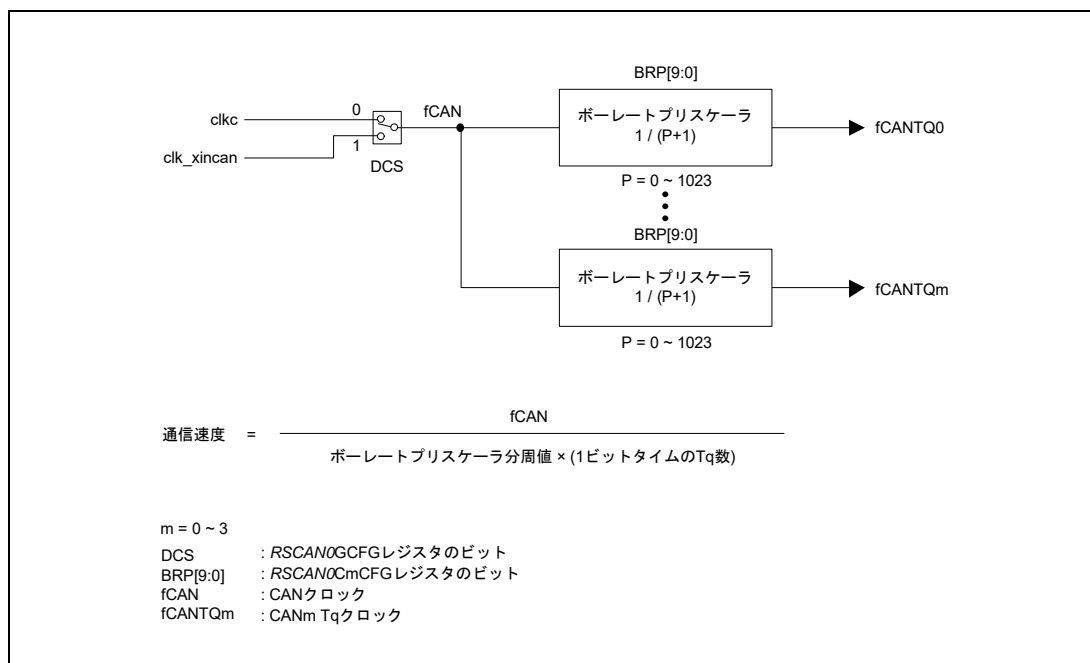 BRP[9:0]
clkc
0
fCAN
ボーレートプリスケーラ
1 / (P+1)
fCANTQ0
clk_xincan
1
DCS
P = 0 ~ 1023
BRP[9:0]
ボーレートプリスケーラ
1 / (P+1)
fCANTQm
P = 0 ~ 1023
通信速度 =
fCAN
ボーレートプリスケーラ分周値 × (1ビットタイムのTq数)
m = 0 ~ 3
DCS : RSCAN0GCFGレジスタのビット
BRP[9:0] : RSCAN0CmCFGレジスタのビット
fCAN : CANクロック
fCANTQm : CANm Tqクロック